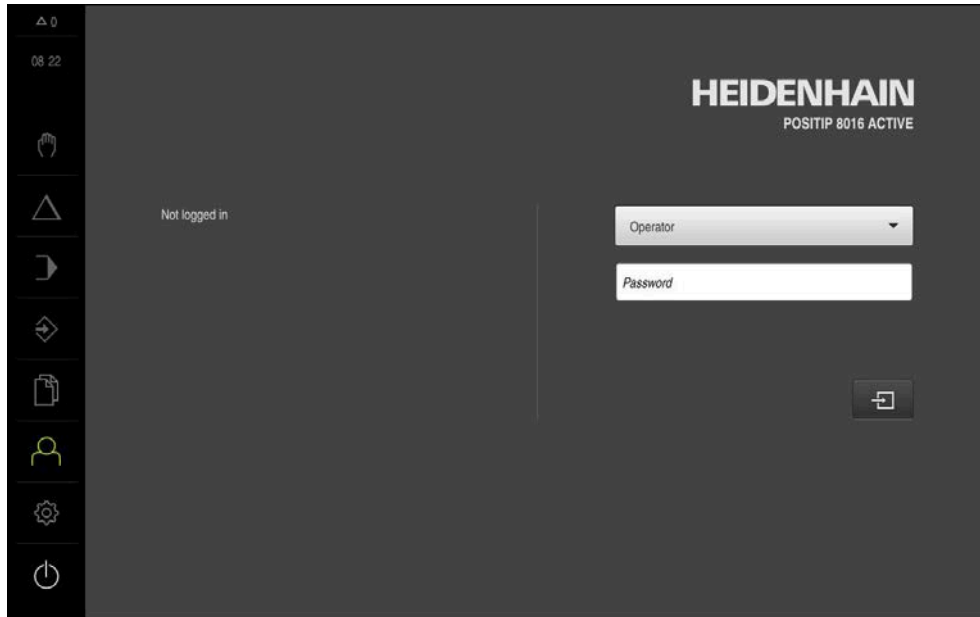 0
08 22
HEIDENHAIN
POSITIP 8016 ACTIVE
Not logged in
Operator
Password